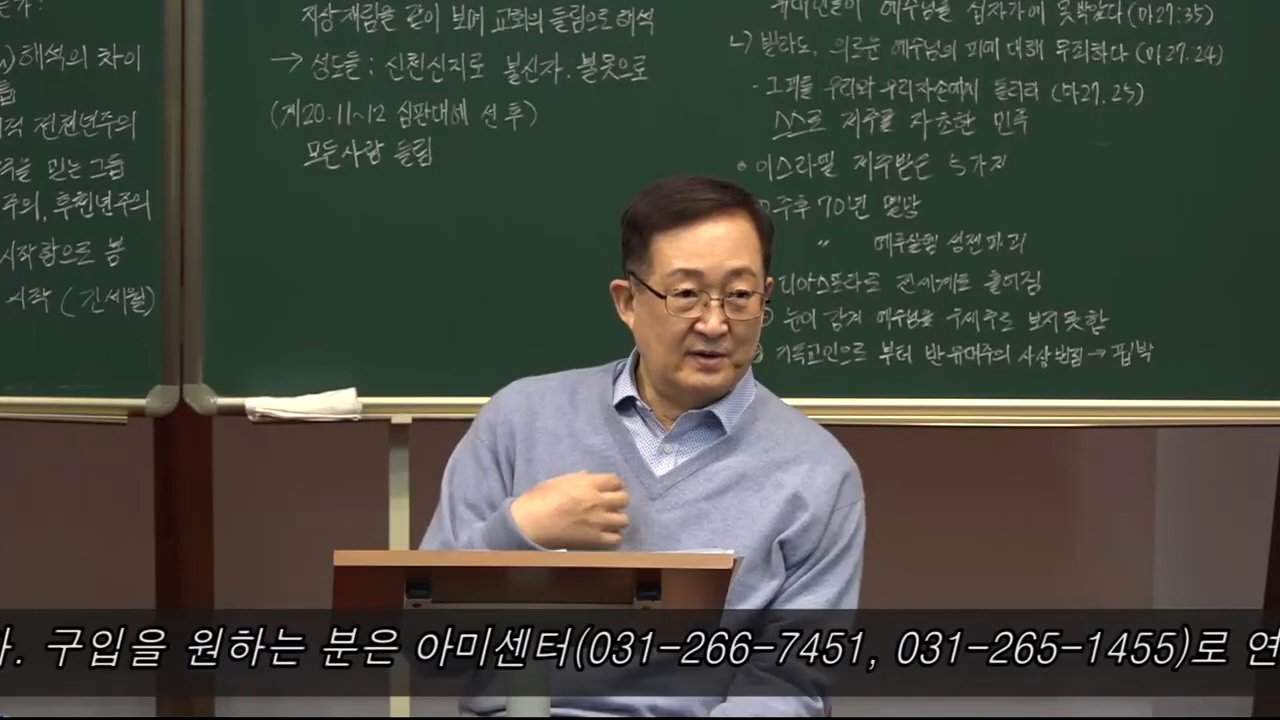 해석의 차이
전천년주의
믿는 그룹
주의, 후천년주의
시작함으로 봄
시작 (긴 세월)
지상재림을 같이 보며 교회의 들림으로 해석
→ 성도들 : 신천신지로 불신자. 불못으로
(계20.11~12 심판대에 선 후)
모든사람 들림
예수님을 십자가에 못박았다 (마27:35)
ㄴ) 빌라도, 의로운 예수님의 피에 대해 무죄하다 (마27.24)
- 그피를 우리와 우리자손에게 돌리라 (마27.25)
스스로 저주를 자초한 민족
이스라엘 저주받은 5가지
주후 70년 멸망
〃 예루살렘 성전파괴
디아스포라로 전세계로 흩어짐
눈이 감겨 예수님을 구세주로 보지못함
기독교인으로 부터 반유대주의 사상번짐 → 핍박
. 구입을 원하는 분은 아미센터(031-266-7451, 031-265-1455)로 연